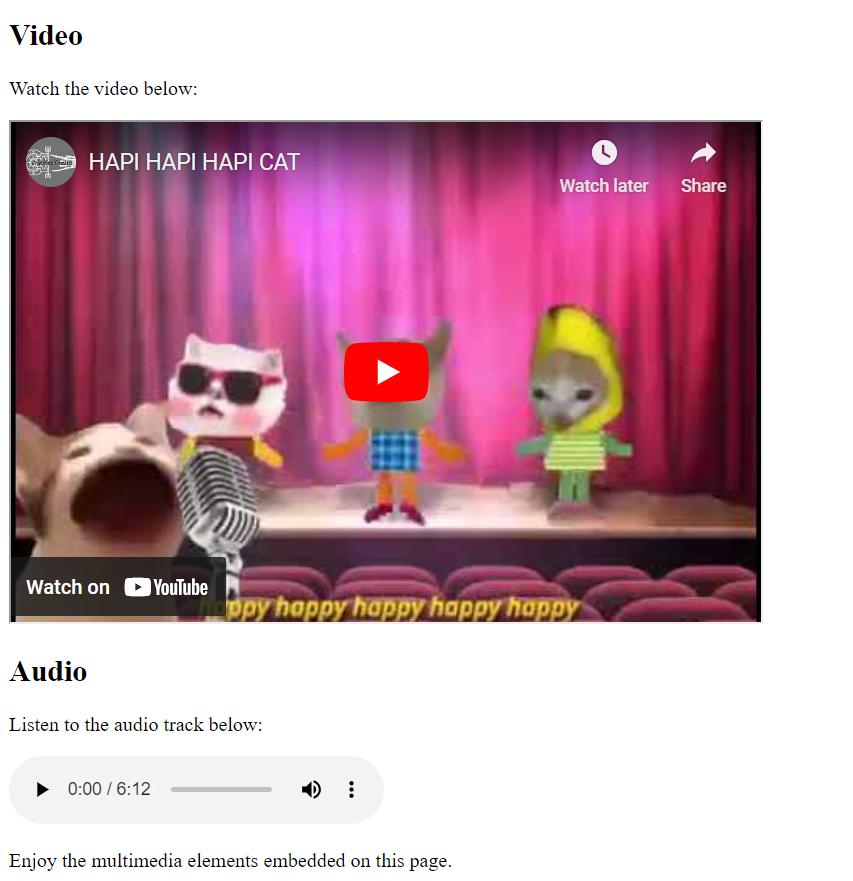 Video
Watch the video below:
HAPI HAPI HAPI CAT
Watch later
Share
Watch on YouTube
happy happy happy happy happy
Audio
Listen to the audio track below:
0:00 / 6:12
Enjoy the multimedia elements embedded on this page.